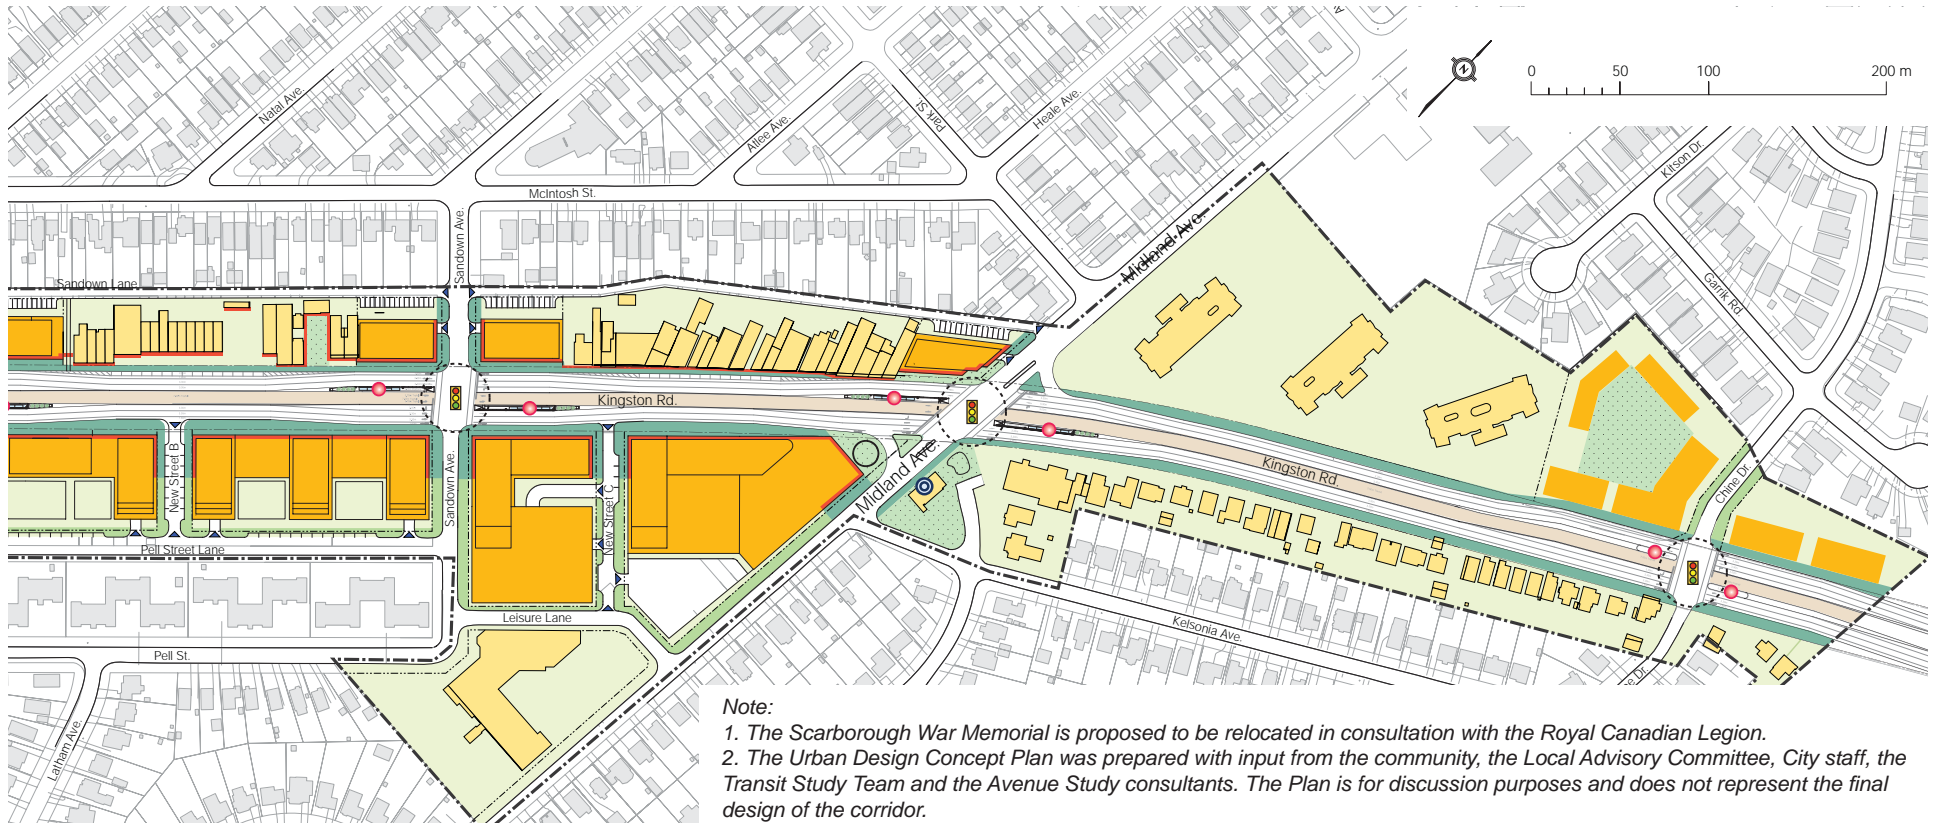 0 50 100 200 m
N
Natal Ave.
Atlee Ave.
Park St.
Heale Ave.
Kitson Dr.
McIntosh St.
Sandown Ave.
Midland Ave.
Garrik Rd.
Sandown Lane
Kingston Rd.
Kingston Rd.
New Street B
Sandown Ave.
New Street C
Midland Ave.
Chine Dr.
Pell Street Lane
Leisure Lane
Kelsonia Ave.
Pell St.
Latham Ave.
e Dr.
Note:
1. The Scarborough War Memorial is proposed to be relocated in consultation with the Royal Canadian Legion.
2. The Urban Design Concept Plan was prepared with input from the community, the Local Advisory Committee, City staff, the
Transit Study Team and the Avenue Study consultants. The Plan is for discussion purposes and does not represent the final
design of the corridor.